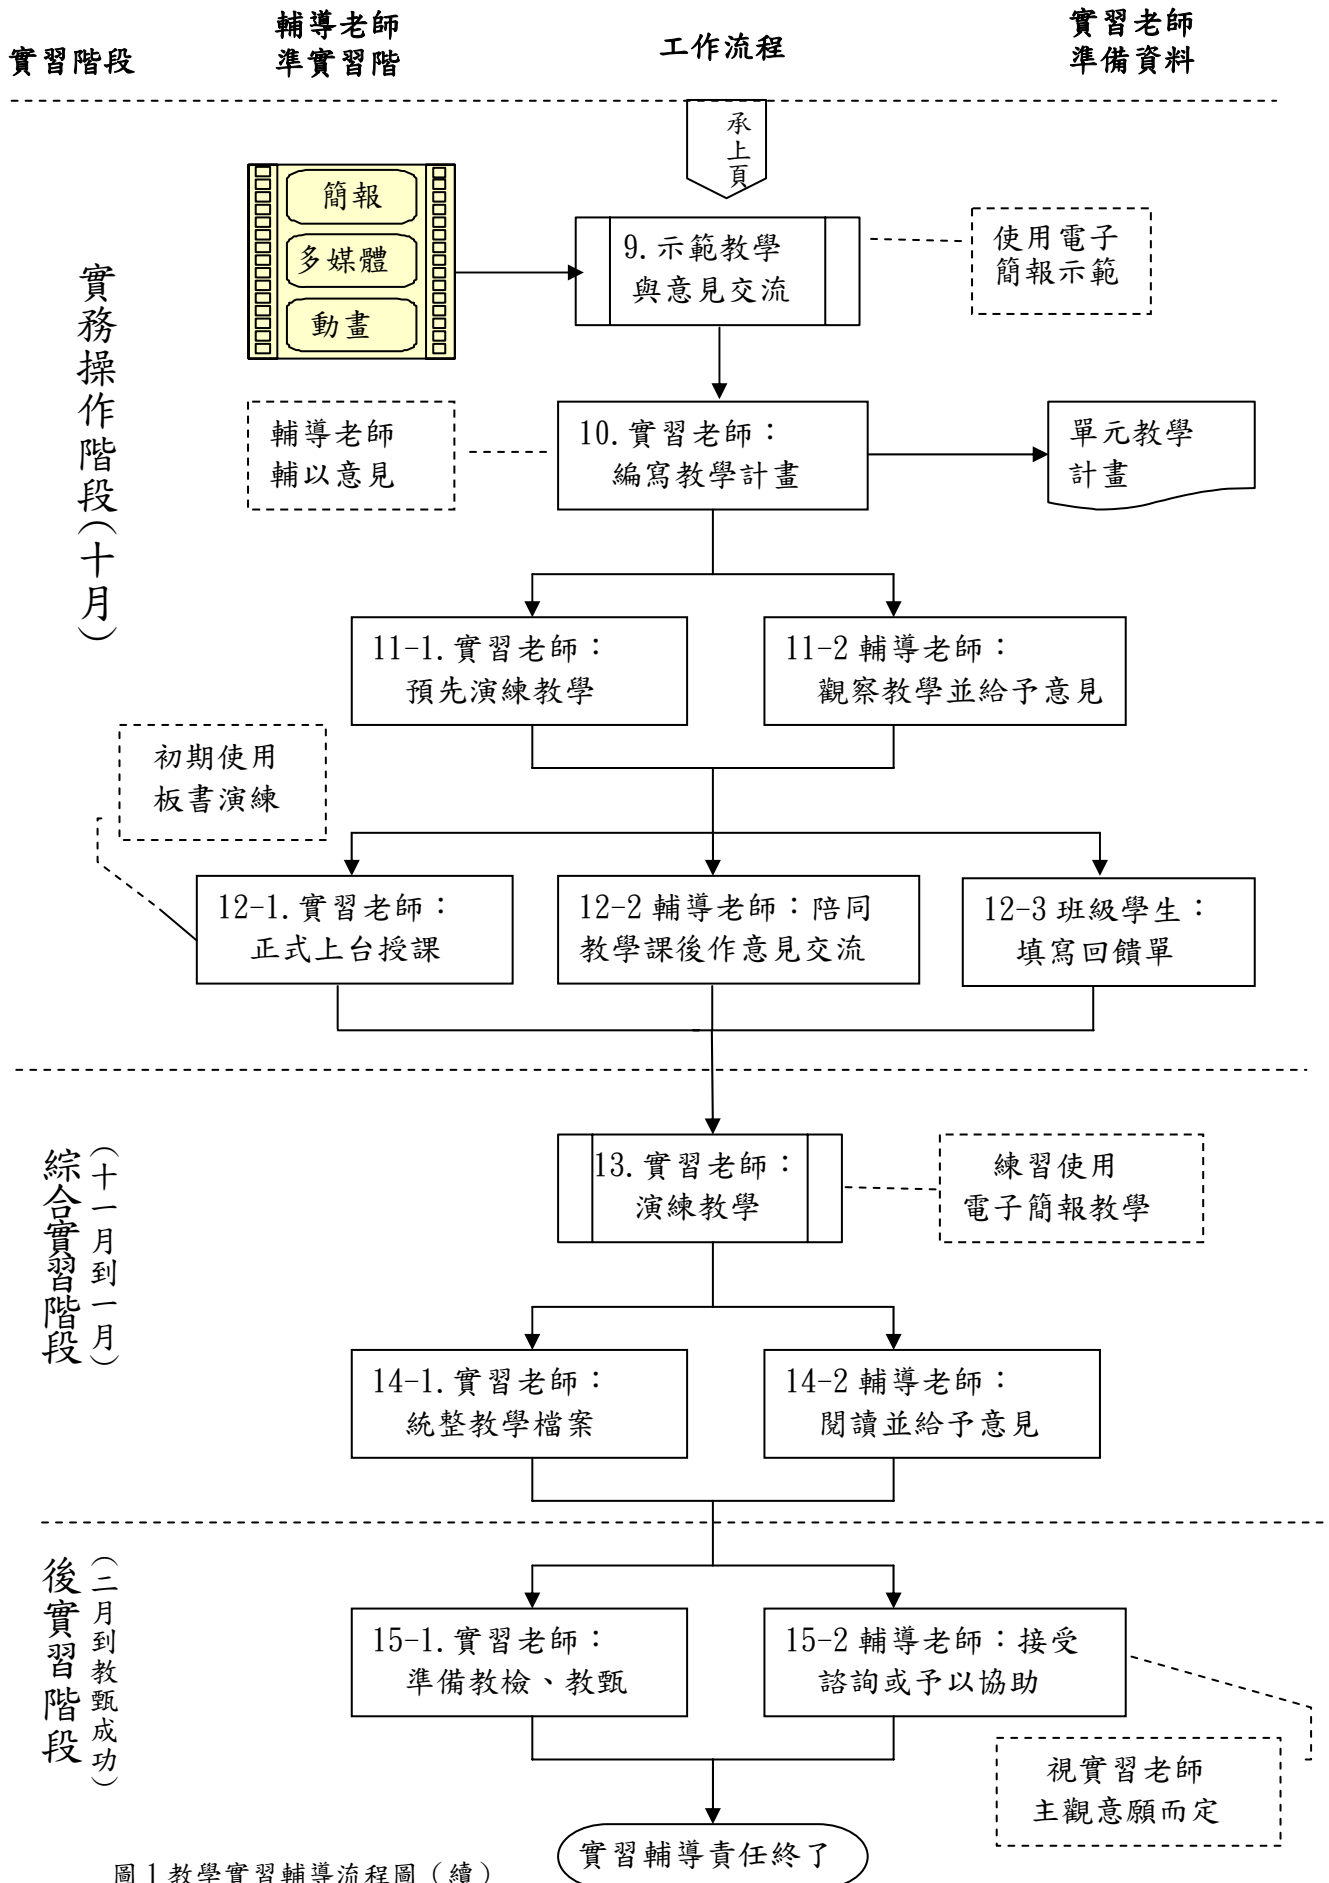 實習階段
輔導老師
準實習階
工作流程
實習老師
準備資料
承上頁
簡報
多媒體
動畫
9.示範教學
與意見交流
使用電子
簡報示範
實務操作階段(十月)
輔導老師
輔以意見
10.實習老師：
編寫教學計畫
單元教學
計畫
11-1.實習老師：
預先演練教學
11-2 輔導老師：
觀察教學並給予意見
初期使用
板書演練
12-1.實習老師：
正式上台授課
12-2 輔導老師：陪同
教學課後作意見交流
12-3 班級學生：
填寫回饋單
綜合實習階段
(十一月到一月)
13.實習老師：
演練教學
練習使用
電子簡報教學
14-1.實習老師：
統整教學檔案
14-2 輔導老師：
閱讀並給予意見
後實習階段
(二月到教甄成功)
15-1.實習老師：
準備教檢、教甄
15-2 輔導老師：接受
諮詢或予以協助
視實習老師
主觀意願而定
實習輔導責任終了
圖 1 教學實習輔導流程圖（續）